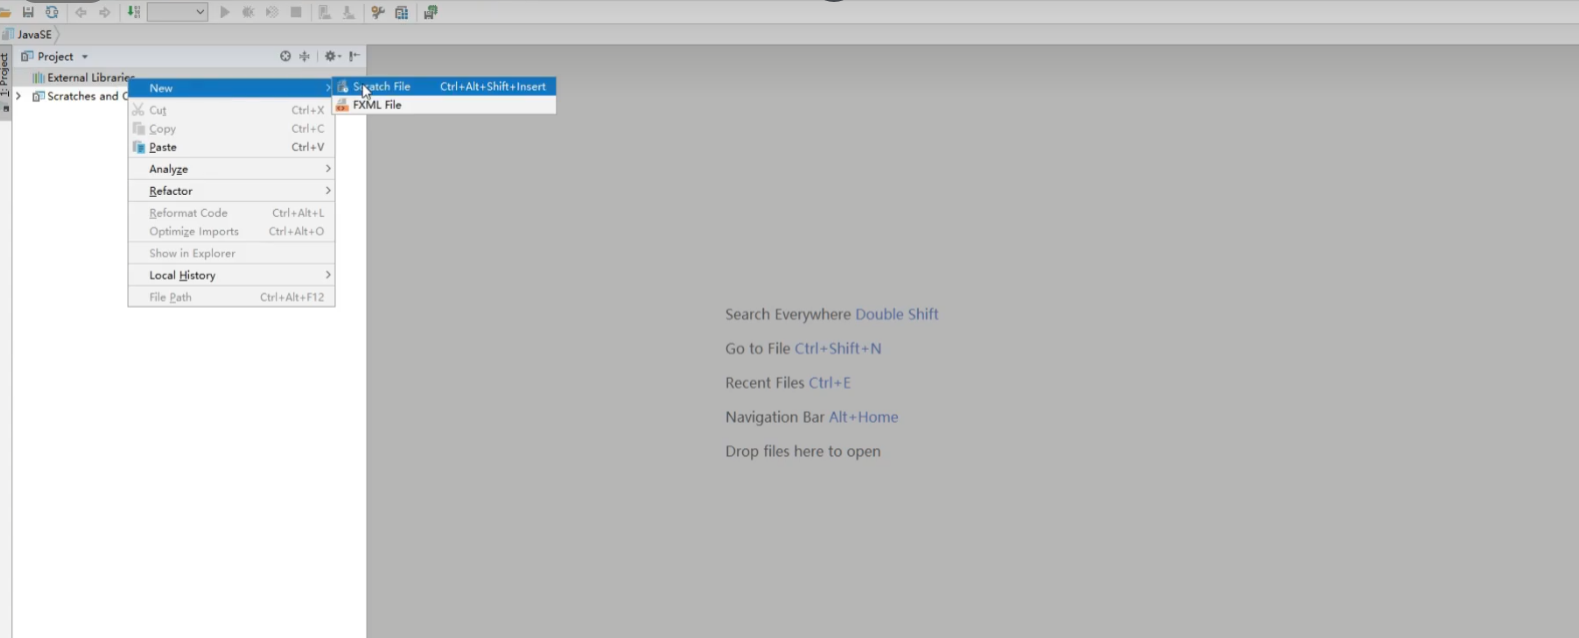 JavaSE
1: Project
Project
External Libraries
Scratches and C
New
Cut Ctrl+X
Copy Ctrl+C
Paste Ctrl+V
Analyze
Refactor
Reformat Code Ctrl+Alt+L
Optimize Imports Ctrl+Alt+O
Show in Explorer
Local History
File Path Ctrl+Alt+F12
Scratch File Ctrl+Alt+Shift+Insert
FXML File
Search Everywhere Double Shift
Go to File Ctrl+Shift+N
Recent Files Ctrl+E
Navigation Bar Alt+Home
Drop files here to open